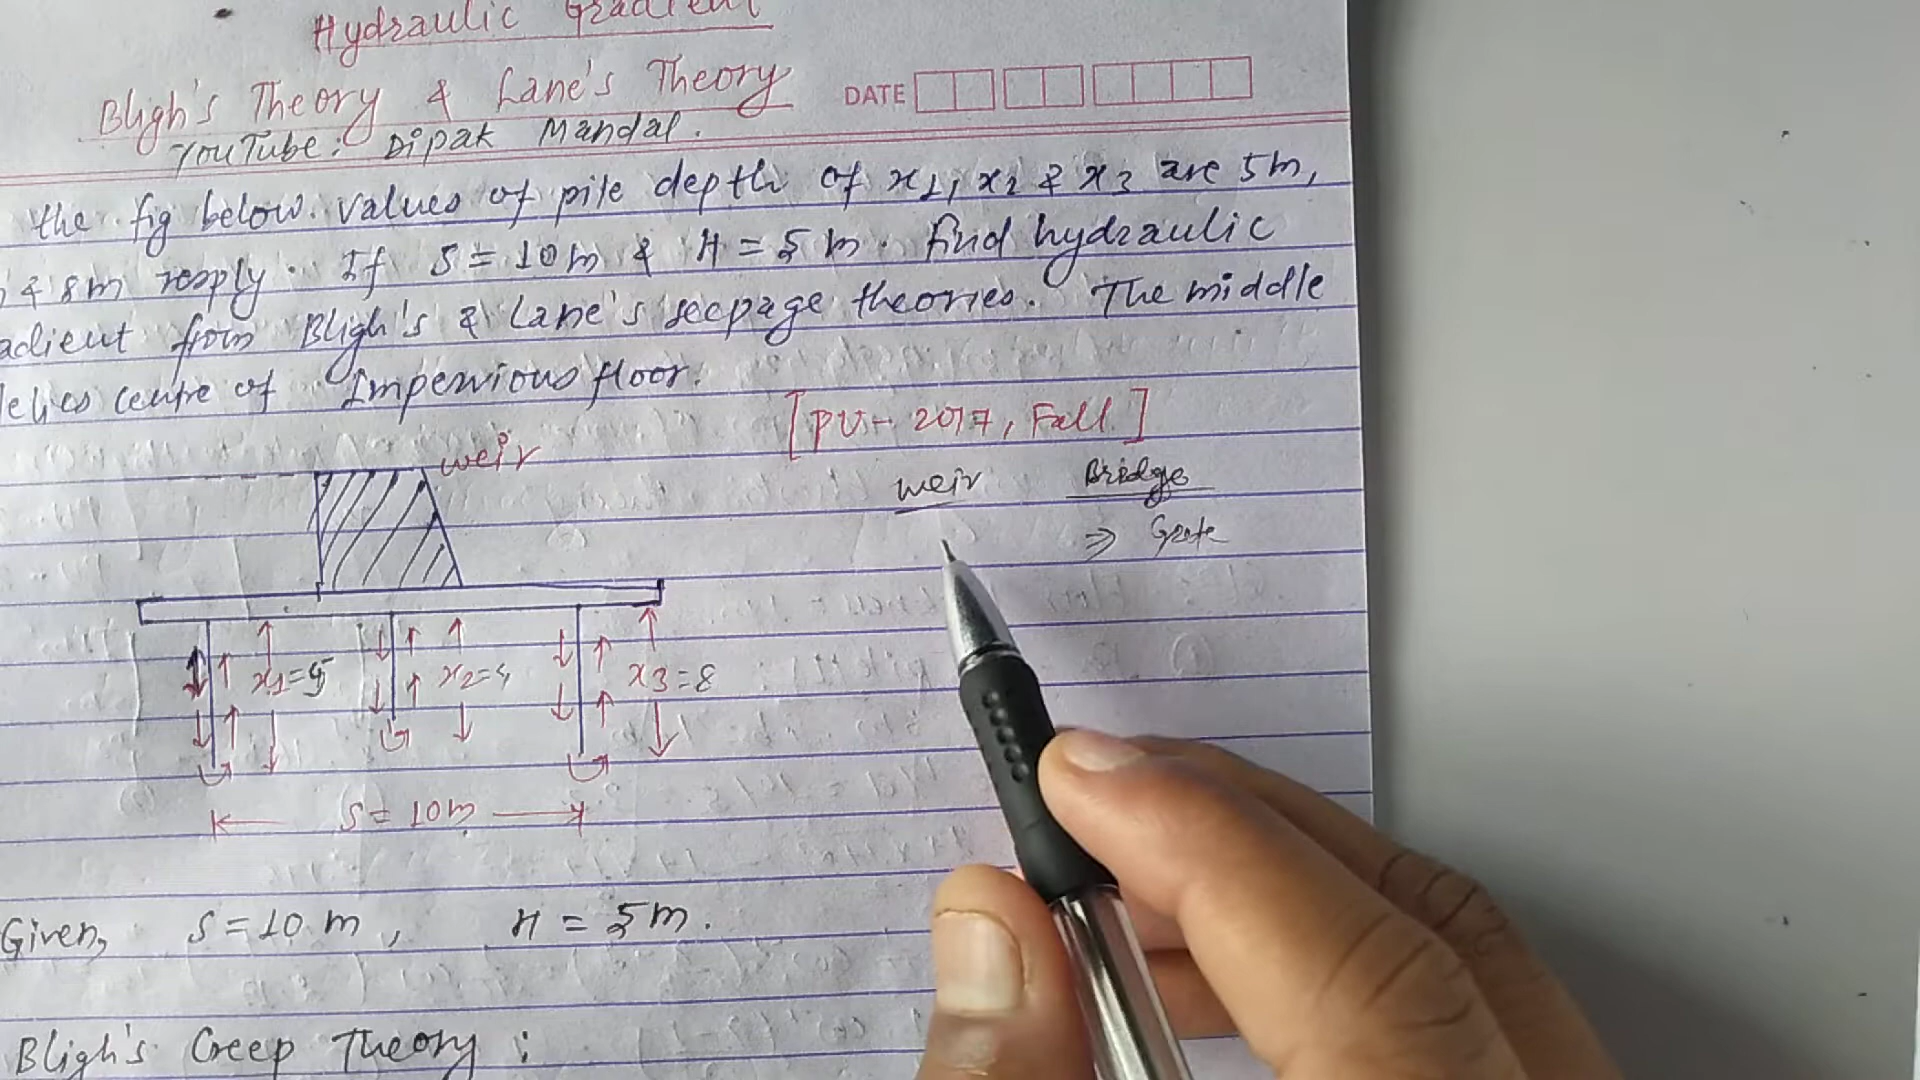 Hydraulic Gradient
Bligh's Theory & Lane's Theory
DATE
YouTube: Dipak Mandal.
the fig below. values of pile depth of x1, x2 & x3 are 5m,
& 8m resply. If S = 10m & H = 5m. find hydraulic
adient from Bligh's & Lane's seepage theories. The middle
centre of Impervious floor.
[PU- 2017, Fall]
weir
weir Bridge
⇒ Gate
x1=5 x2=4 x3=8
S = 10m
Given, S = 10 m, H = 5m.
Bligh's Creep Theory :